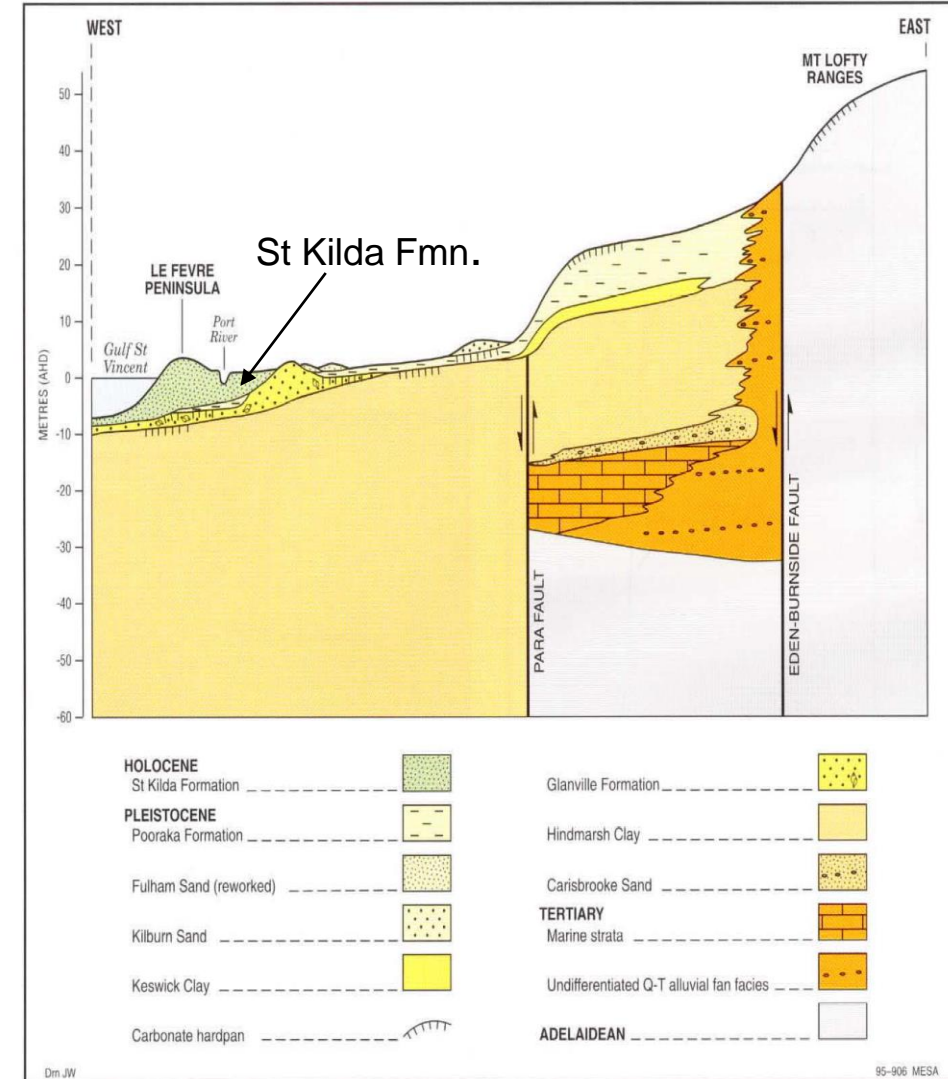 WEST
EAST
MT LOFTY
RANGES
50
40
30
20
10
0
-10
-20
-30
-40
-50
-60
METRES (AHD)
St Kilda Fmn.
LE FEVRE
PENINSULA
Port
River
Gulf St
Vincent
PARA FAULT
EDEN-BURNSIDE FAULT
HOLOCENE
St Kilda Formation
PLEISTOCENE
Pooraka Formation
Fulham Sand (reworked)
Kilburn Sand
Keswick Clay
Carbonate hardpan
Glanville Formation
Hindmarsh Clay
Carisbrooke Sand
TERTIARY
Marine strata
Undifferentiated Q-T alluvial fan facies
ADELAIDEAN
Drn JW
95-906 MESA